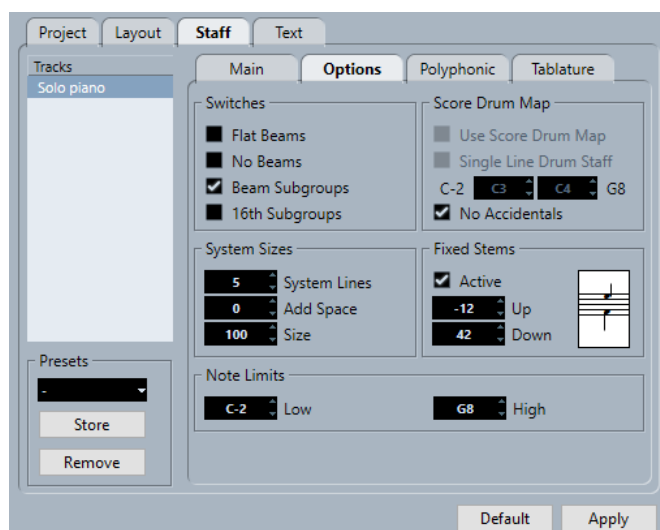 Project Layout Staff Text
Tracks
Solo piano
Main Options Polyphonic Tablature
Switches
Flat Beams
No Beams
Beam Subgroups
16th Subgroups
Score Drum Map
Use Score Drum Map
Single Line Drum Staff
C-2 C3 C4 G8
No Accidentals
System Sizes
5 System Lines
0 Add Space
100 Size
Fixed Stems
Active
-12 Up
42 Down
Presets
-
Store
Remove
Note Limits
C-2 Low G8 High
Default Apply